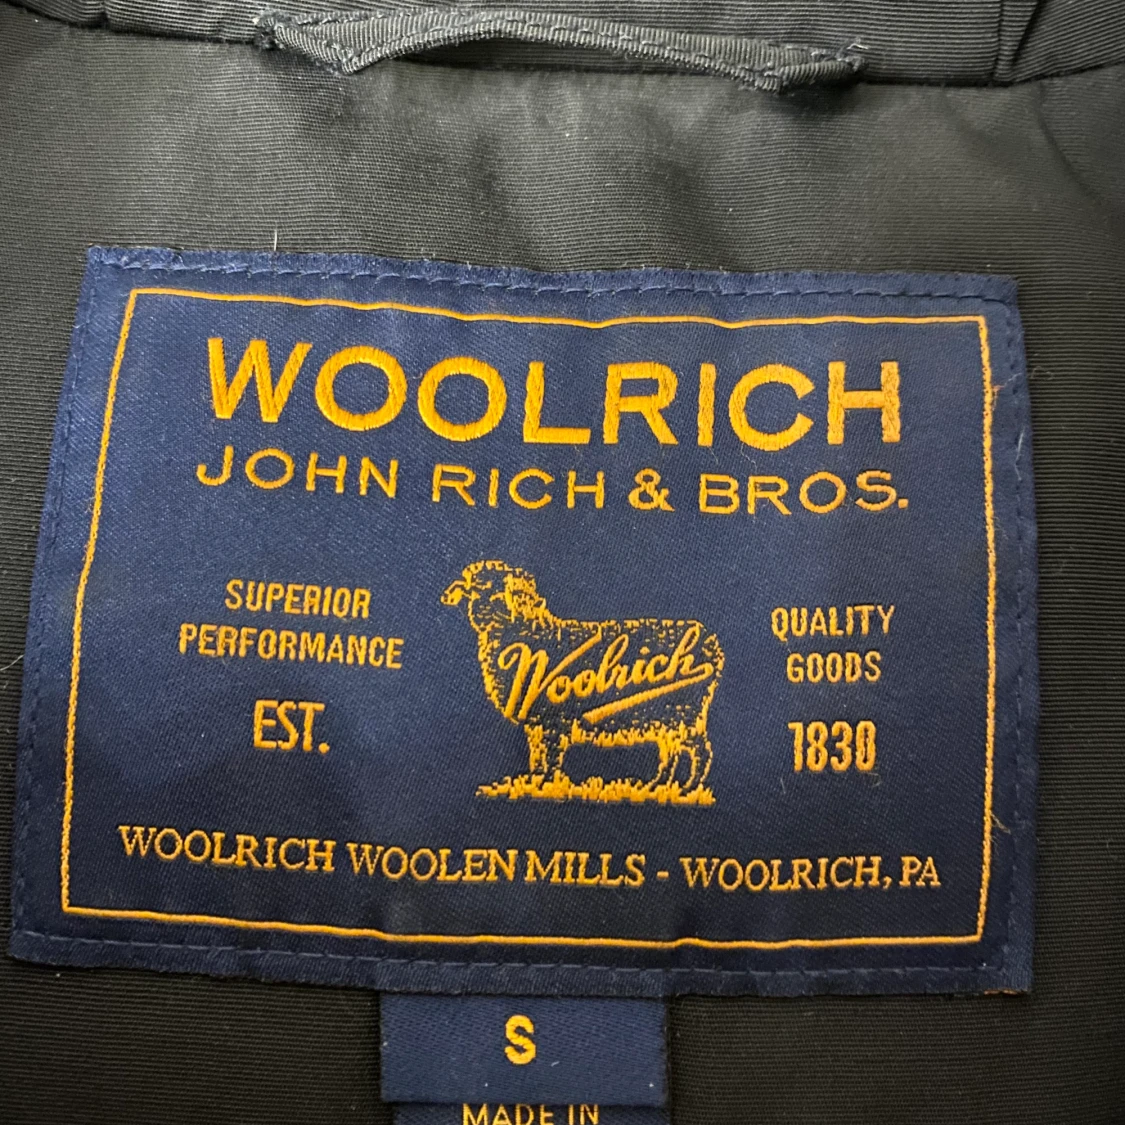 WOOLRICH
JOHN RICH & BROS.
SUPERIOR
PERFORMANCE
EST.
Woolrich
QUALITY
GOODS
1830
WOOLRICH WOOLEN MILLS - WOOLRICH, PA
S
MADE IN